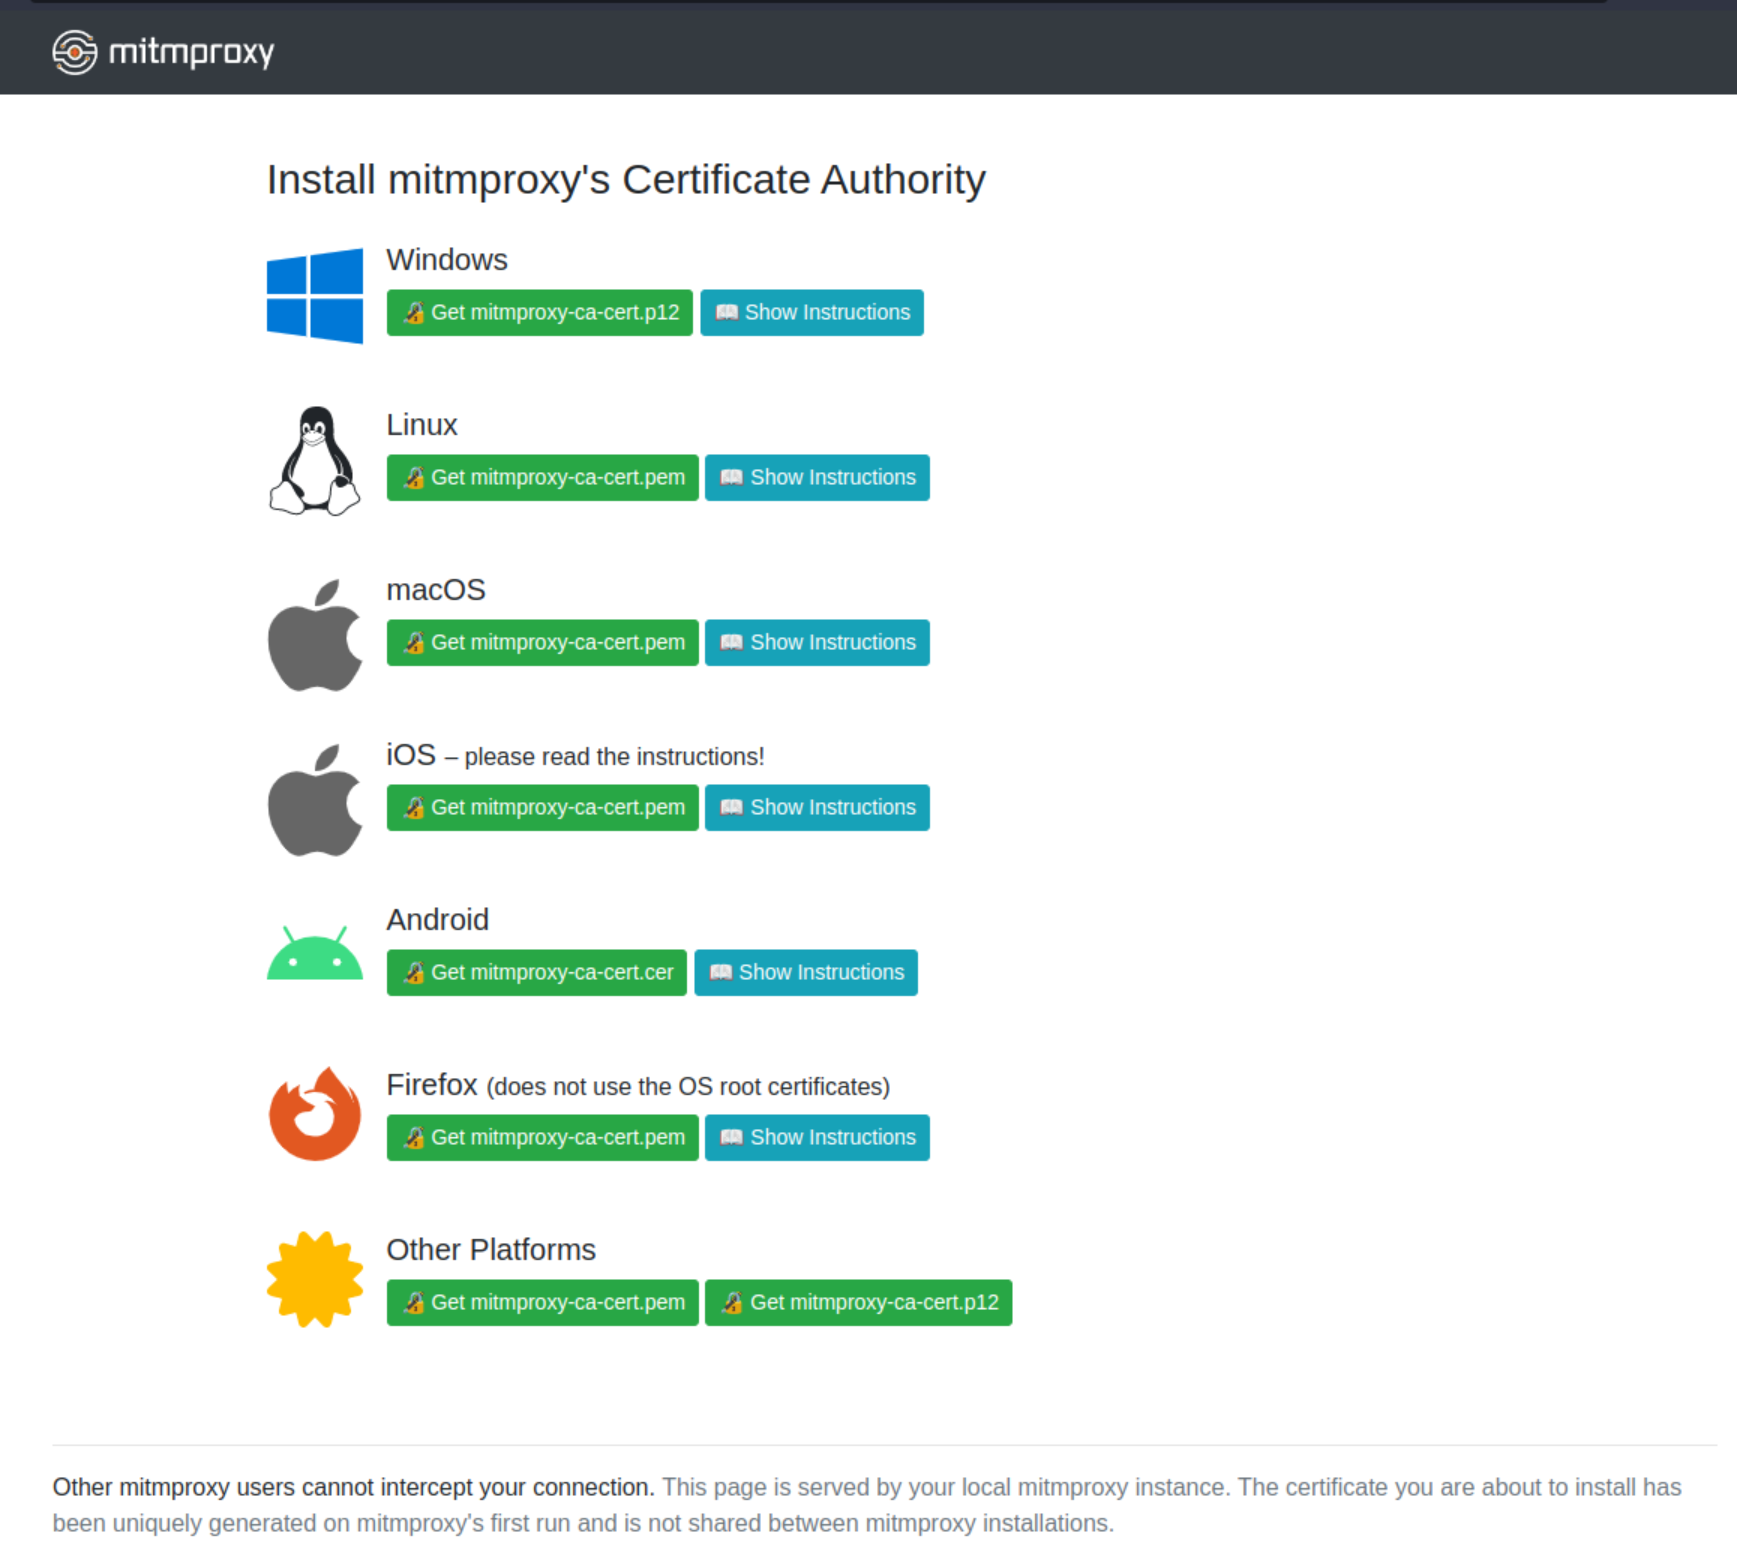 mitmproxy
Install mitmproxy's Certificate Authority
Windows
Get mitmproxy-ca-cert.p12 Show Instructions
Linux
Get mitmproxy-ca-cert.pem Show Instructions
macOS
Get mitmproxy-ca-cert.pem Show Instructions
iOS – please read the instructions!
Get mitmproxy-ca-cert.pem Show Instructions
Android
Get mitmproxy-ca-cert.cer Show Instructions
Firefox (does not use the OS root certificates)
Get mitmproxy-ca-cert.pem Show Instructions
Other Platforms
Get mitmproxy-ca-cert.pem Get mitmproxy-ca-cert.p12
Other mitmproxy users cannot intercept your connection. This page is served by your local mitmproxy instance. The certificate you are about to install has
been uniquely generated on mitmproxy's first run and is not shared between mitmproxy installations.